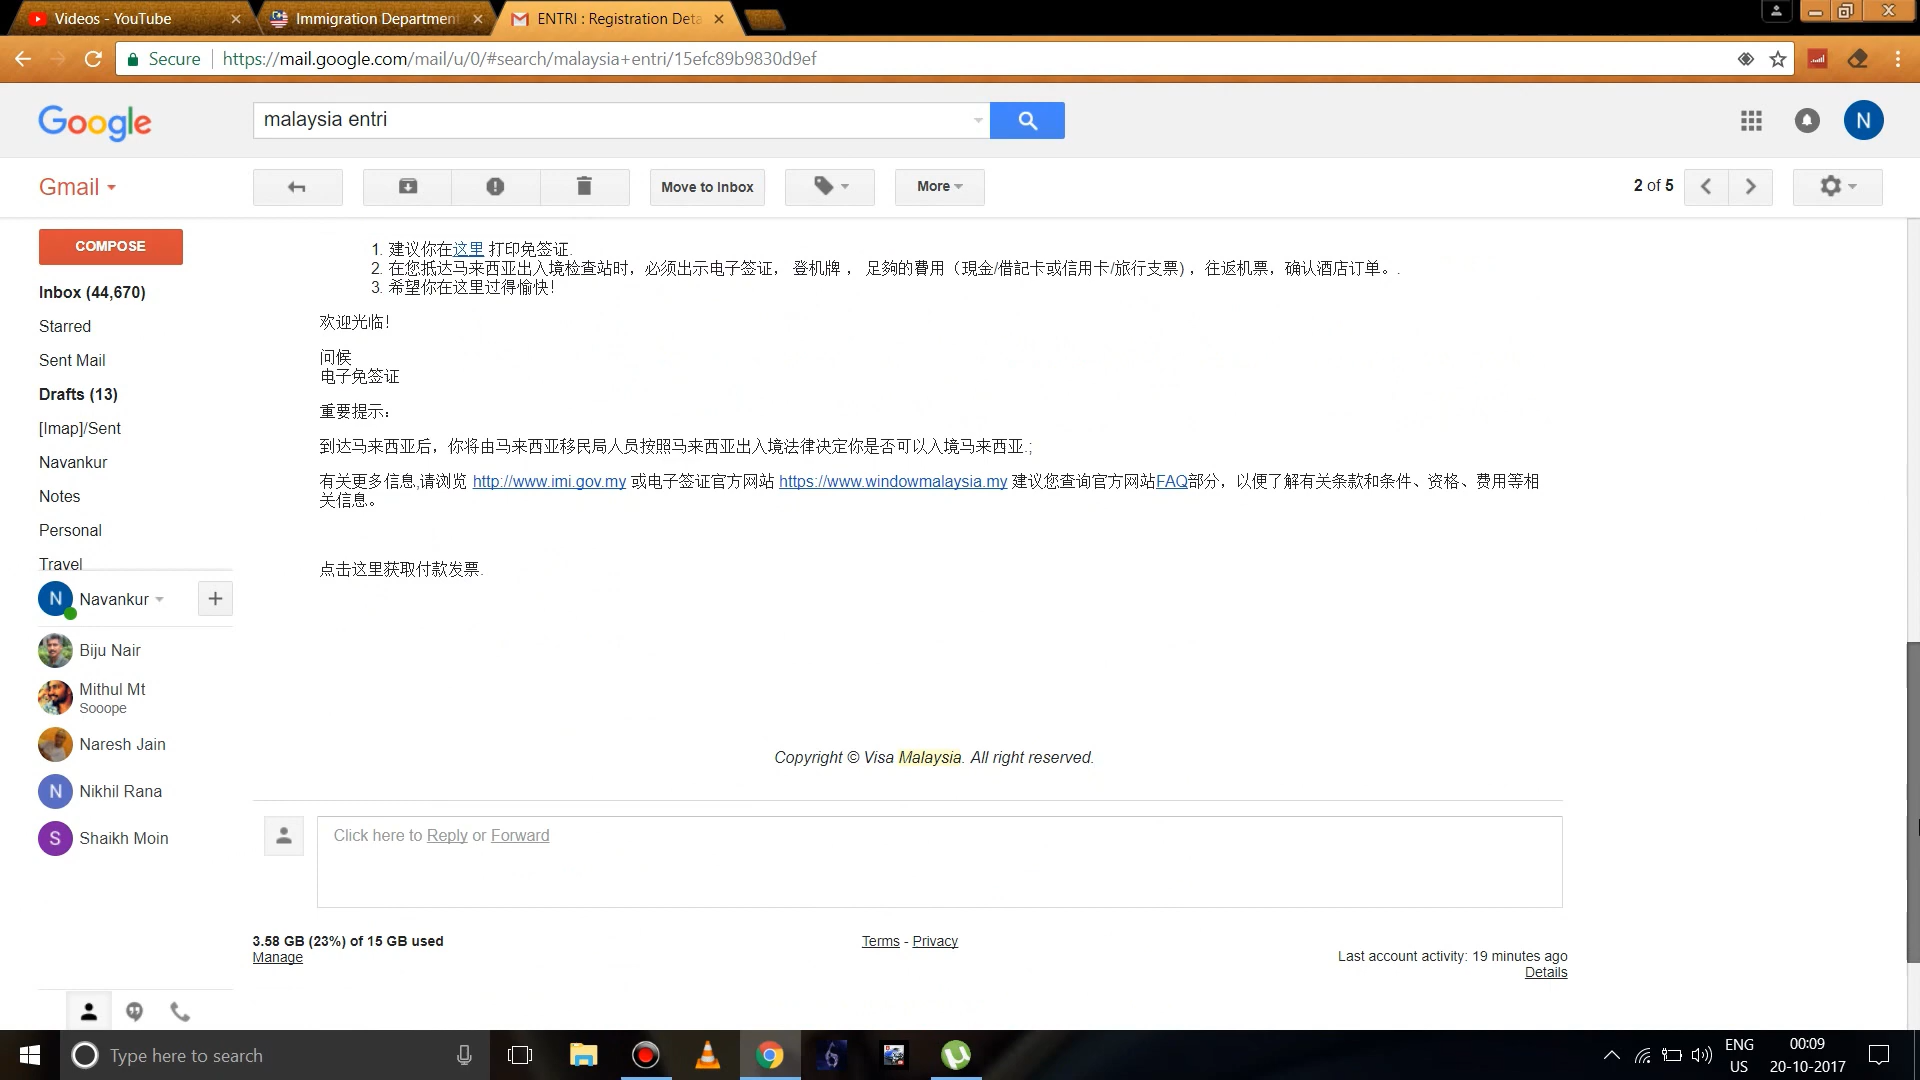 Videos - YouTube
Immigration Department
ENTRI : Registration Deta
Secure
https://mail.google.com/mail/u/0/#search/malaysia+entri/15efc89b9830d9ef
Google
malaysia entri
N
Gmail
Move to Inbox
More
2 of 5
COMPOSE
Inbox (44,670)
Starred
Sent Mail
Drafts (13)
[Imap]/Sent
Navankur
Notes
Personal
Travel
N Navankur
Biju Nair
Mithul Mt
Sooope
Naresh Jain
N Nikhil Rana
S Shaikh Moin
1. 建议你在这里 打印免签证.
2. 在您抵达马来西亚出入境检查站时，必须出示电子签证， 登机牌 ， 足夠的費用（現金/借記卡或信用卡/旅行支票) ，往返机票，确认酒店订单。.
3. 希望你在这里过得愉快！
欢迎光临！
问候
电子免签证
重要提示：
到达马来西亚后，你将由马来西亚移民局人员按照马来西亚出入境法律决定你是否可以入境马来西亚.;
有关更多信息,请浏览 http://www.imi.gov.my 或电子签证官方网站 https://www.windowmalaysia.my 建议您查询官方网站FAQ部分，以便了解有关条款和条件、资格、费用等相
关信息。
点击这里获取付款发票.
Copyright © Visa Malaysia. All right reserved.
Click here to Reply or Forward
3.58 GB (23%) of 15 GB used
Manage
Terms - Privacy
Last account activity: 19 minutes ago
Details
Type here to search
ENG
US
00:09
20-10-2017